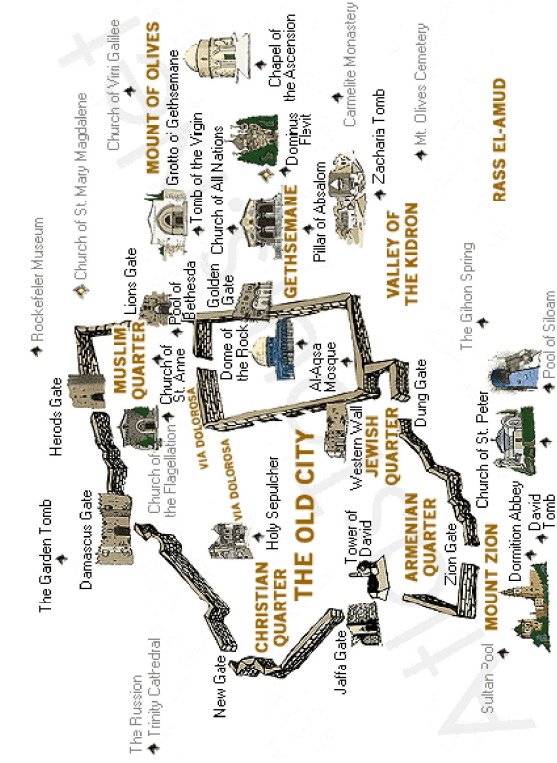 Rockefeler Museum
The Garden Tomb
Herods Gate
Church of St. Mary Magdalene
Damascus Gate
Church of Virri Galilee
MUSLIM
QUARTER
Lions Gate
MOUNT OF OLIVES
The Russion
Trinity Cathedral
Church of
the Flagellation
Church of
St. Anne
Pool of
Bethesda
Grotto o' Gethsemane
VIA DOLOROSA
Tomb of the Virgin
New Gate
VIA DOLOROSA
Dome of
the Rock
Golden
Gate
Church of All Nations
CHRISTIAN
QUARTER
Holy Sepulcher
GETHSEMANE
Chapel of
the Ascension
THE OLD CITY
Al-Aqsa
Mosque
Dominus
Flevit
Pillar of Absalom
Jaffa Gate
Tower of
David
Western Wall
JEWISH
QUARTER
Carmelite Monastery
Zacharia Tomb
VALLEY OF
THE KIDRON
ARMENIAN
QUARTER
Dung Gate
Mt. Olives Cemetery
Zion Gate
The Gihon Spring
Church of St. Peter
Sultan Pool
MOUNT ZION
RASS EL-AMUD
Dormition Abbey
David
Tomb
Pool of Siloam